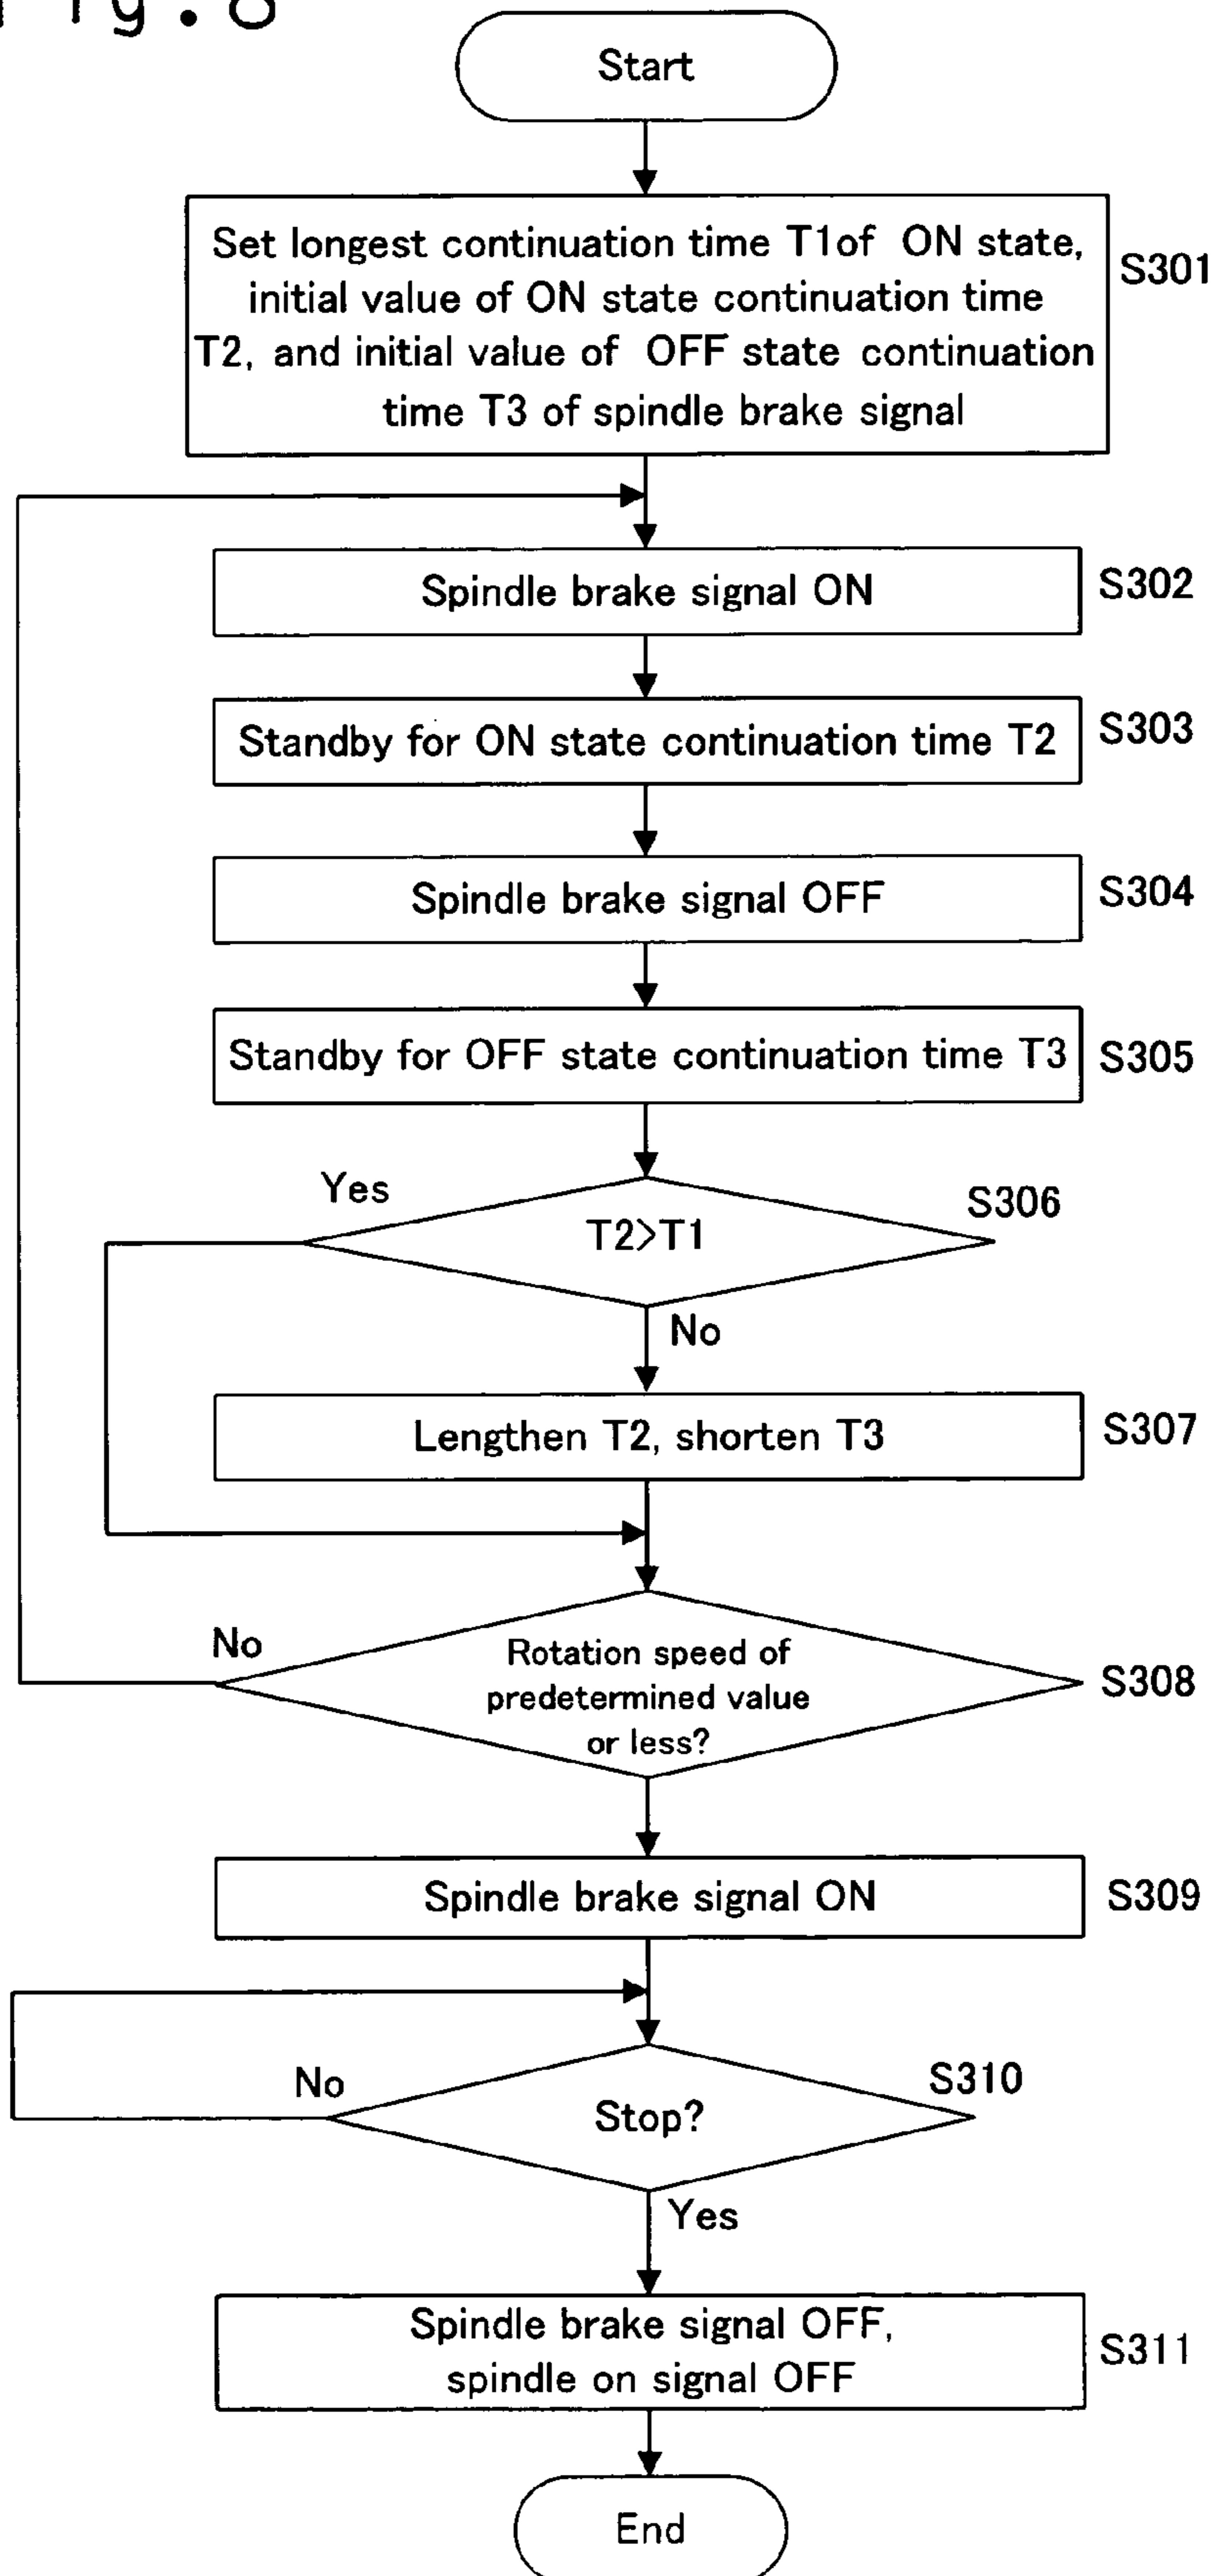 Fig. 8
Start
Set longest continuation time T1of ON state,
initial value of ON state continuation time
T2, and initial value of OFF state continuation
time T3 of spindle brake signal
S301
Spindle brake signal ON
S302
Standby for ON state continuation time T2
S303
Spindle brake signal OFF
S304
Standby for OFF state continuation time T3
S305
Yes
T2>T1
S306
No
Lengthen T2, shorten T3
S307
No
Rotation speed of
predetermined value
or less?
S308
Spindle brake signal ON
S309
No
Stop?
S310
Yes
Spindle brake signal OFF,
spindle on signal OFF
S311
End